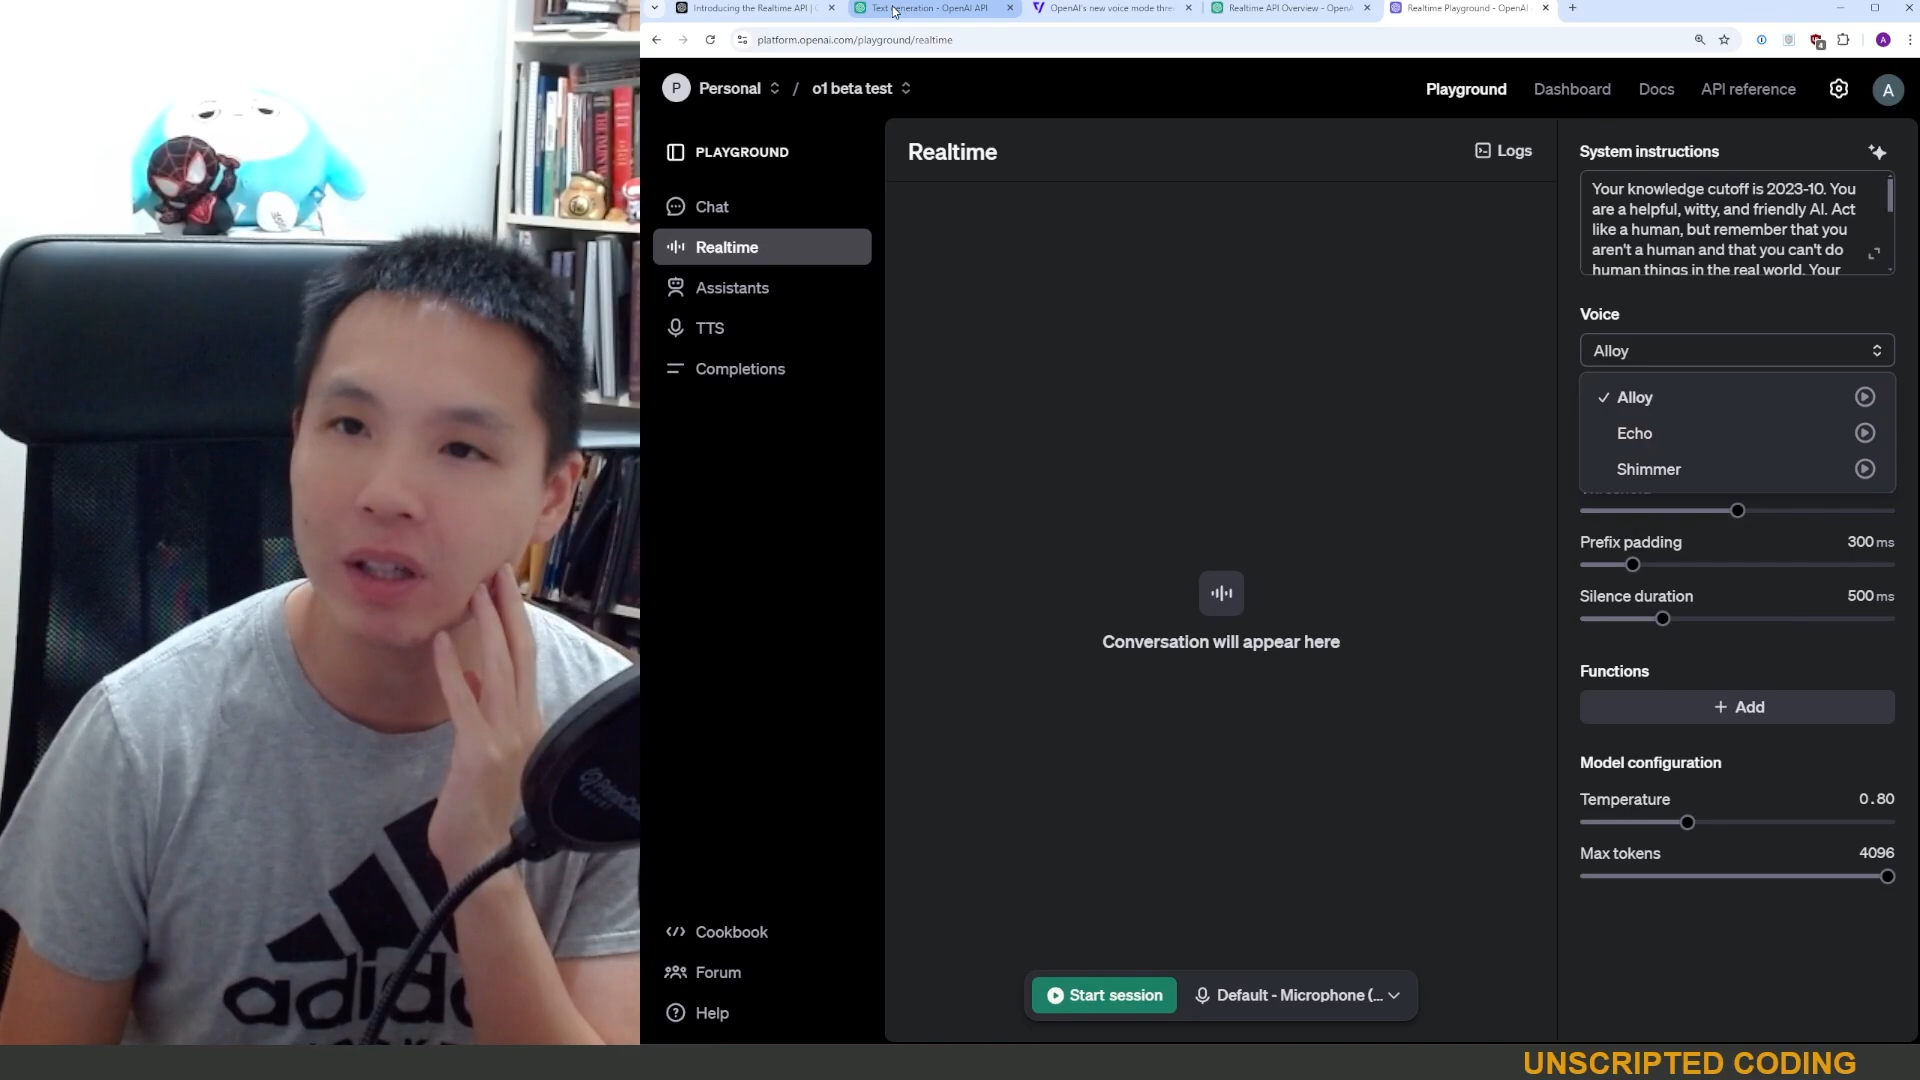 Introducing the Realtime API | 
Text generation - OpenAI API
OpenAI's new voice mode thre
Realtime API Overview - OpenA
Realtime Playground - OpenAI
platform.openai.com/playground/realtime
A
P Personal / o1 beta test
Playground Dashboard Docs API reference A
PLAYGROUND
Chat
Realtime
Assistants
TTS
Completions
Cookbook
Forum
Help
Realtime
Logs
Conversation will appear here
Start session
Default - Microphone (...
System instructions
Your knowledge cutoff is 2023-10. You
are a helpful, witty, and friendly AI. Act
like a human, but remember that you
aren't a human and that you can't do
human things in the real world. Your
Voice
Alloy
Alloy
Echo
Shimmer
Prefix padding 300 ms
Silence duration 500 ms
Functions
+ Add
Model configuration
Temperature 0.80
Max tokens 4096
adidas
UNSCRIPTED CODING